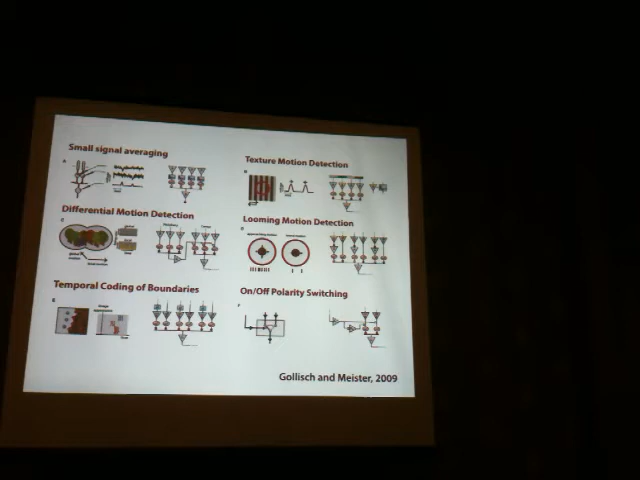 Small signal averaging
Texture Motion Detection
Differential Motion Detection
Looming Motion Detection
Temporal Coding of Boundaries
On/Off Polarity Switching
Gollisch and Meister, 2009